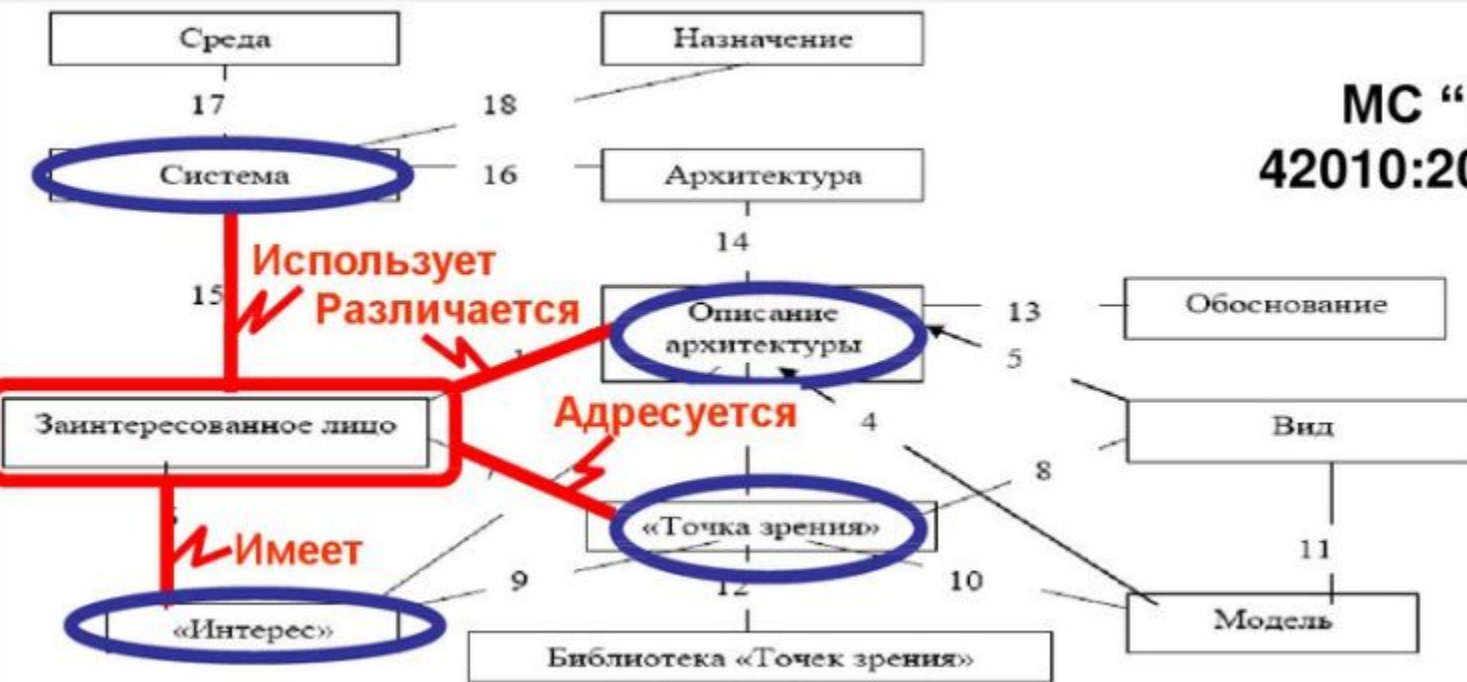 Среда
Назначение
17
18
МС “
42010:20
Система
16
Архитектура
14
Использует
15
Различается
Описание
архитектуры
13
Обоснование
5
Заинтересованное лицо
Адресуется
4
Вид
8
«Точка зрения»
Имеет
11
9
12
10
«Интерес»
Модель
Библиотека «Точек зрения»